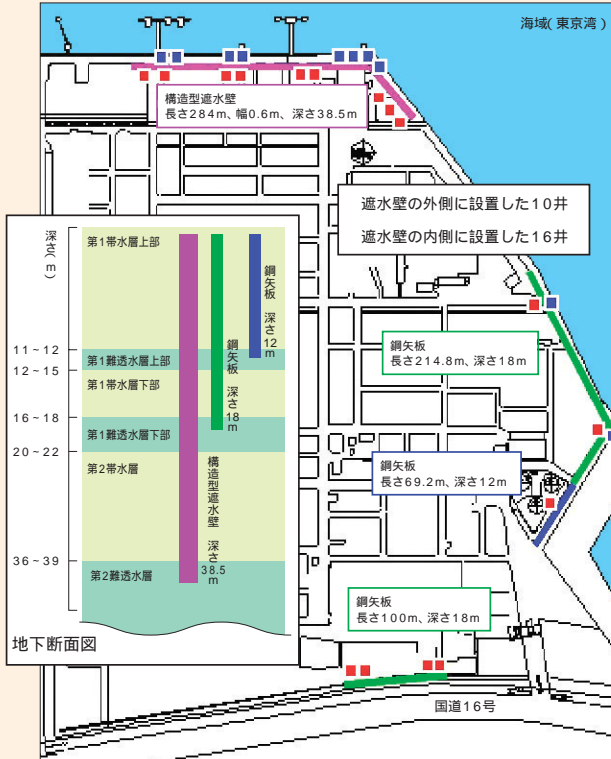 海域(東京湾)
構造型遮水壁
長さ284m、幅0.6m、深さ38.5m
遮水壁の外側に設置した10井
遮水壁の内側に設置した16井
鋼矢板
長さ214.8m、深さ18m
鋼矢板
長さ69.2m、深さ12m
鋼矢板
長さ100m、深さ18m
国道16号
深さ(m)
第1帯水層上部
11~12
第1難透水層上部
12~15
第1帯水層下部
16~18
第1難透水層下部
20~22
第2帯水層
36~39
第2難透水層
構造型遮水壁 深さ38.5m
鋼矢板 深さ18m
鋼矢板 深さ12m
地下断面図